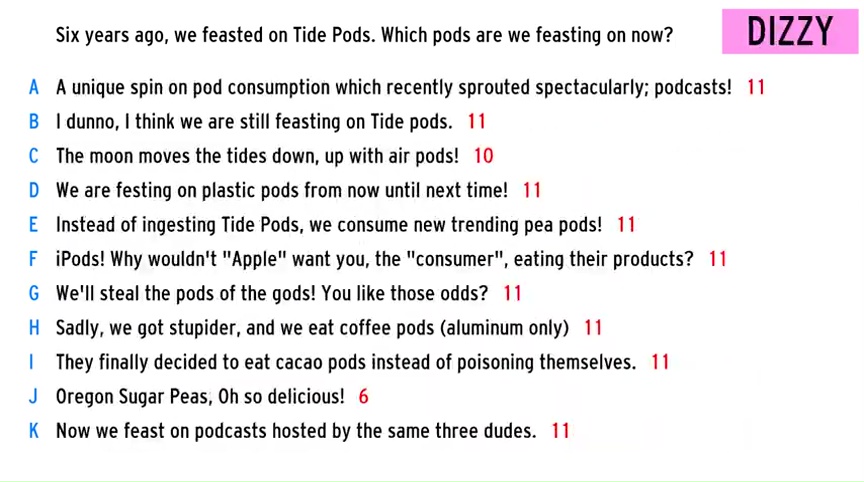 Six years ago, we feasted on Tide Pods. Which pods are we feasting on now?
DIZZY
A A unique spin on pod consumption which recently sprouted spectacularly; podcasts! 11
B I dunno, I think we are still feasting on Tide pods. 11
C The moon moves the tides down, up with air pods! 10
D We are festing on plastic pods from now until next time! 11
E Instead of ingesting Tide Pods, we consume new trending pea pods! 11
F iPods! Why wouldn't "Apple" want you, the "consumer", eating their products? 11
G We'll steal the pods of the gods! You like those odds? 11
H Sadly, we got stupider, and we eat coffee pods (aluminum only) 11
I They finally decided to eat cacao pods instead of poisoning themselves. 11
J Oregon Sugar Peas, Oh so delicious! 6
K Now we feast on podcasts hosted by the same three dudes. 11